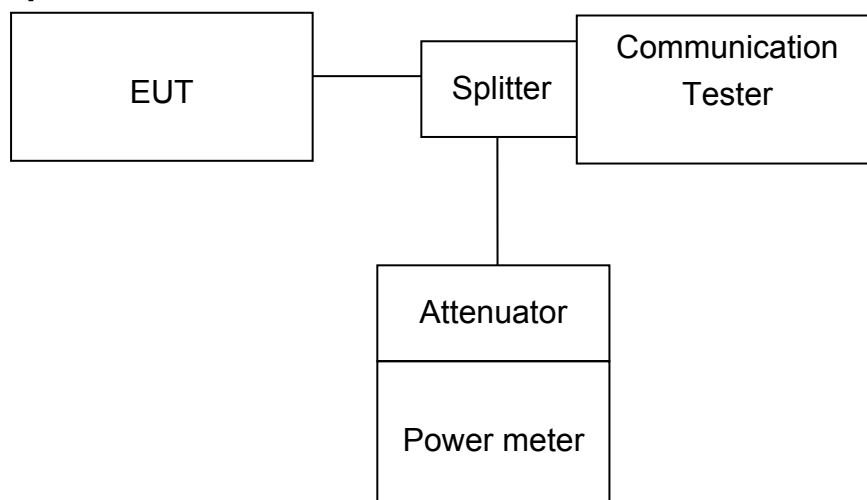 EUT
Splitter
Communication
Tester
Attenuator
Power meter